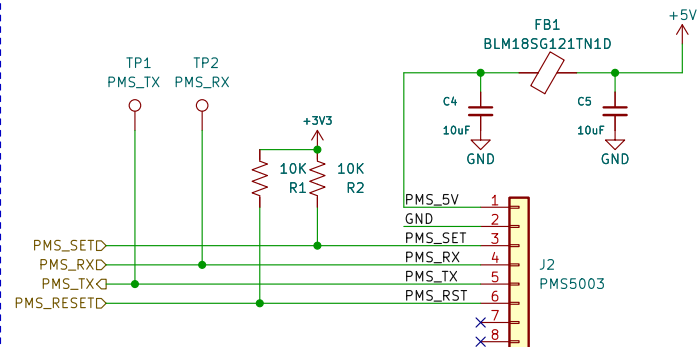 +5V
FB1
BLM18SG121TN1D
TP1
PMS_TX
TP2
PMS_RX
C4
10uF
GND
C5
10uF
GND
+3V3
10K
R1
10K
R2
PMS_SET
PMS_RX
PMS_TX
PMS_RESET
PMS_5V
GND
PMS_SET
PMS_RX
PMS_TX
PMS_RST
1
2
3
4
5
6
7
8
J2
PMS5003